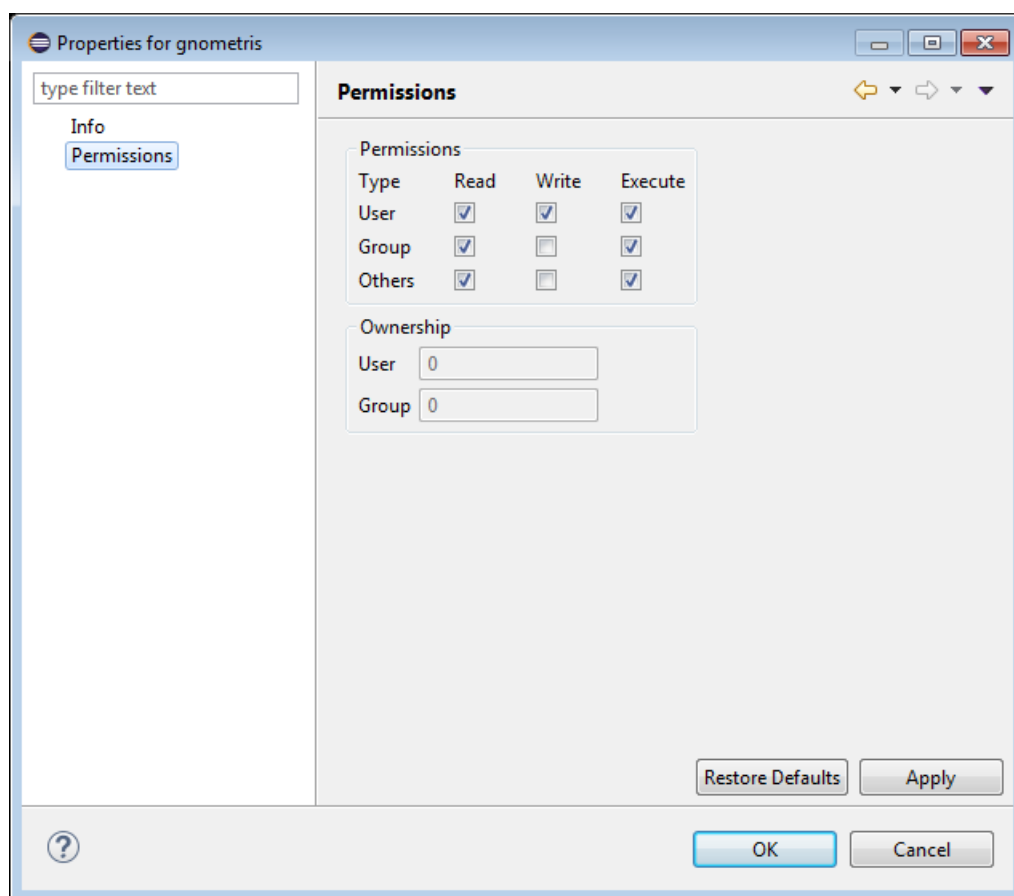 Properties for gnometris
type filter text
Info
Permissions
Permissions
Permissions
Type Read Write Execute
User
Group
Others
Ownership
User 0
Group 0
Restore Defaults Apply
? OK Cancel